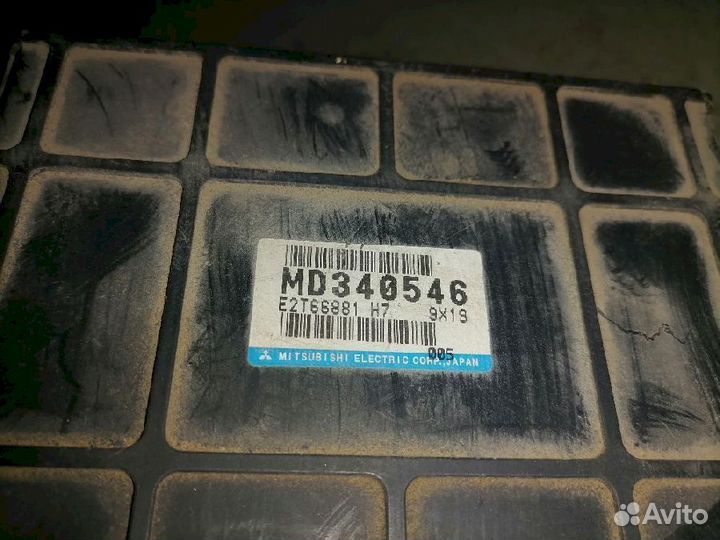 MD340546
E2T66881 H7 9X19
005
MITSUBISHI ELECTRIC CORP.,JAPAN
Avito